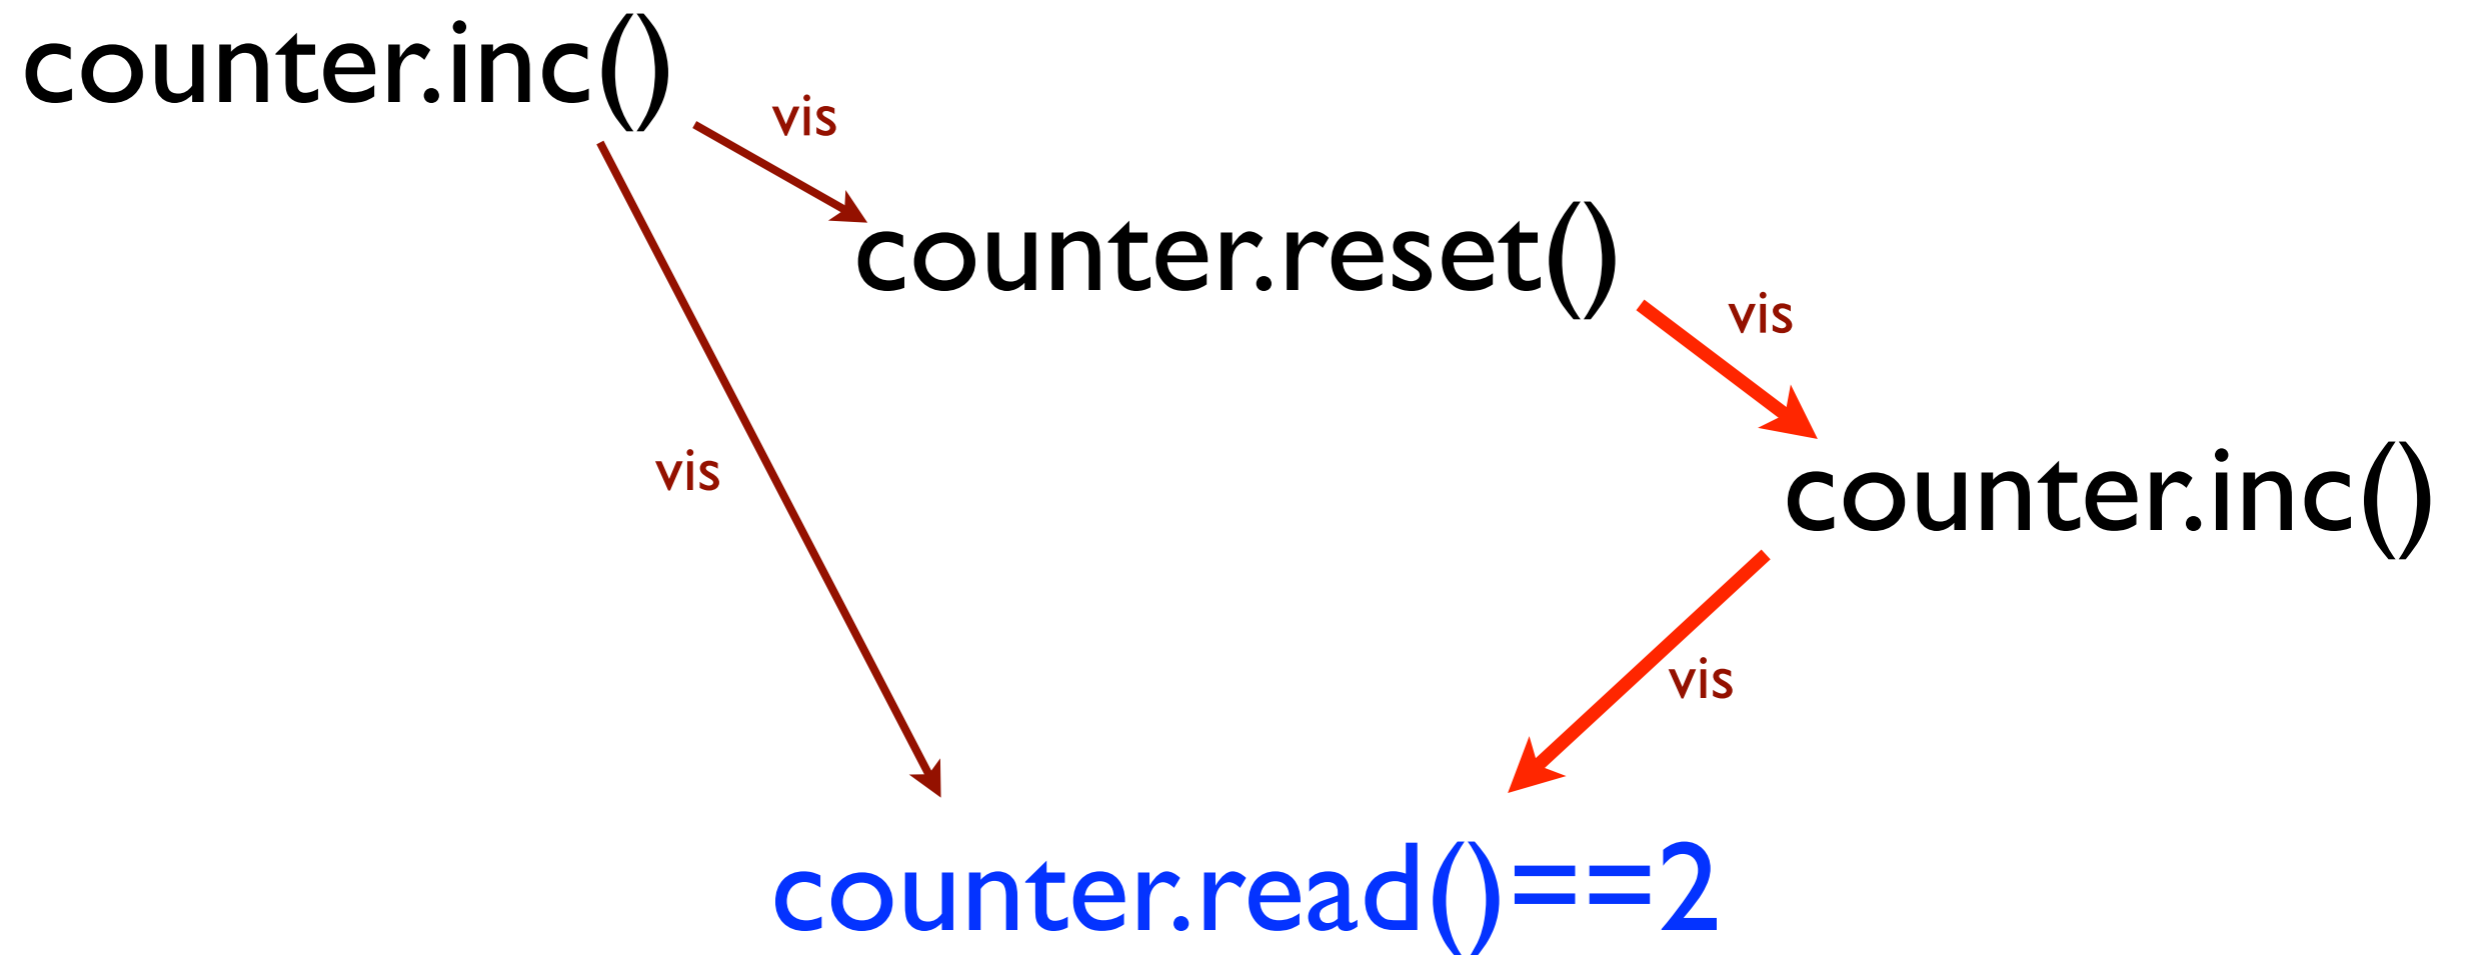 counter.inc()
vis
counter.reset()
vis
vis
counter.inc()
vis
counter.read()==2